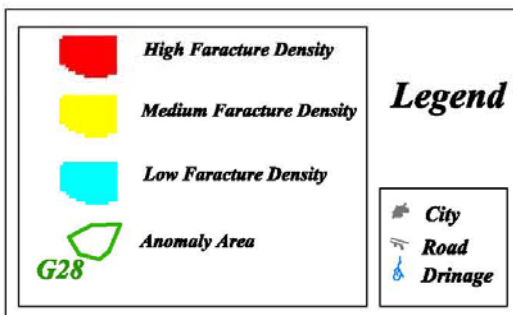 High Faracture Density
Medium Faracture Density
Low Faracture Density
Anomaly Area
G28
Legend
City
Road
Drinage